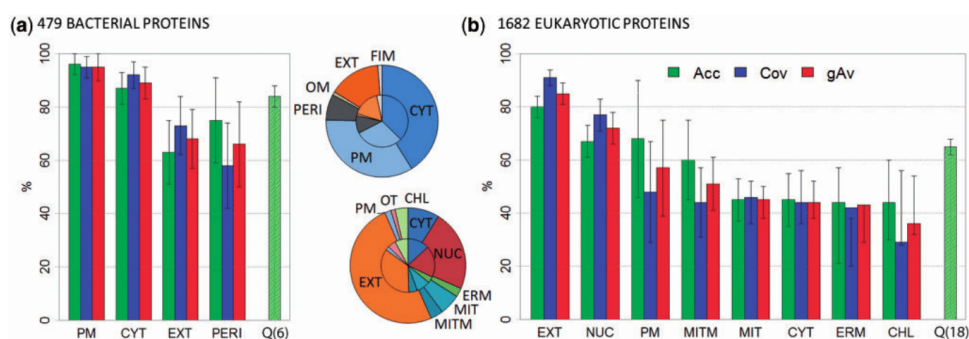 (a) 479 BACTERIAL PROTEINS
100
80
60
40
20
0
%
PM CYT EXT PERI Q(6)
FIM
EXT
OM
PERI
CYT
PM
OT CHL
PM
CYT
NUC
EXT
ERM
MIT
MITM
(b) 1682 EUKARYOTIC PROTEINS
Acc Cov gAv
100
80
60
40
20
0
%
EXT NUC PM MITM MIT CYT ERM CHL Q(18)